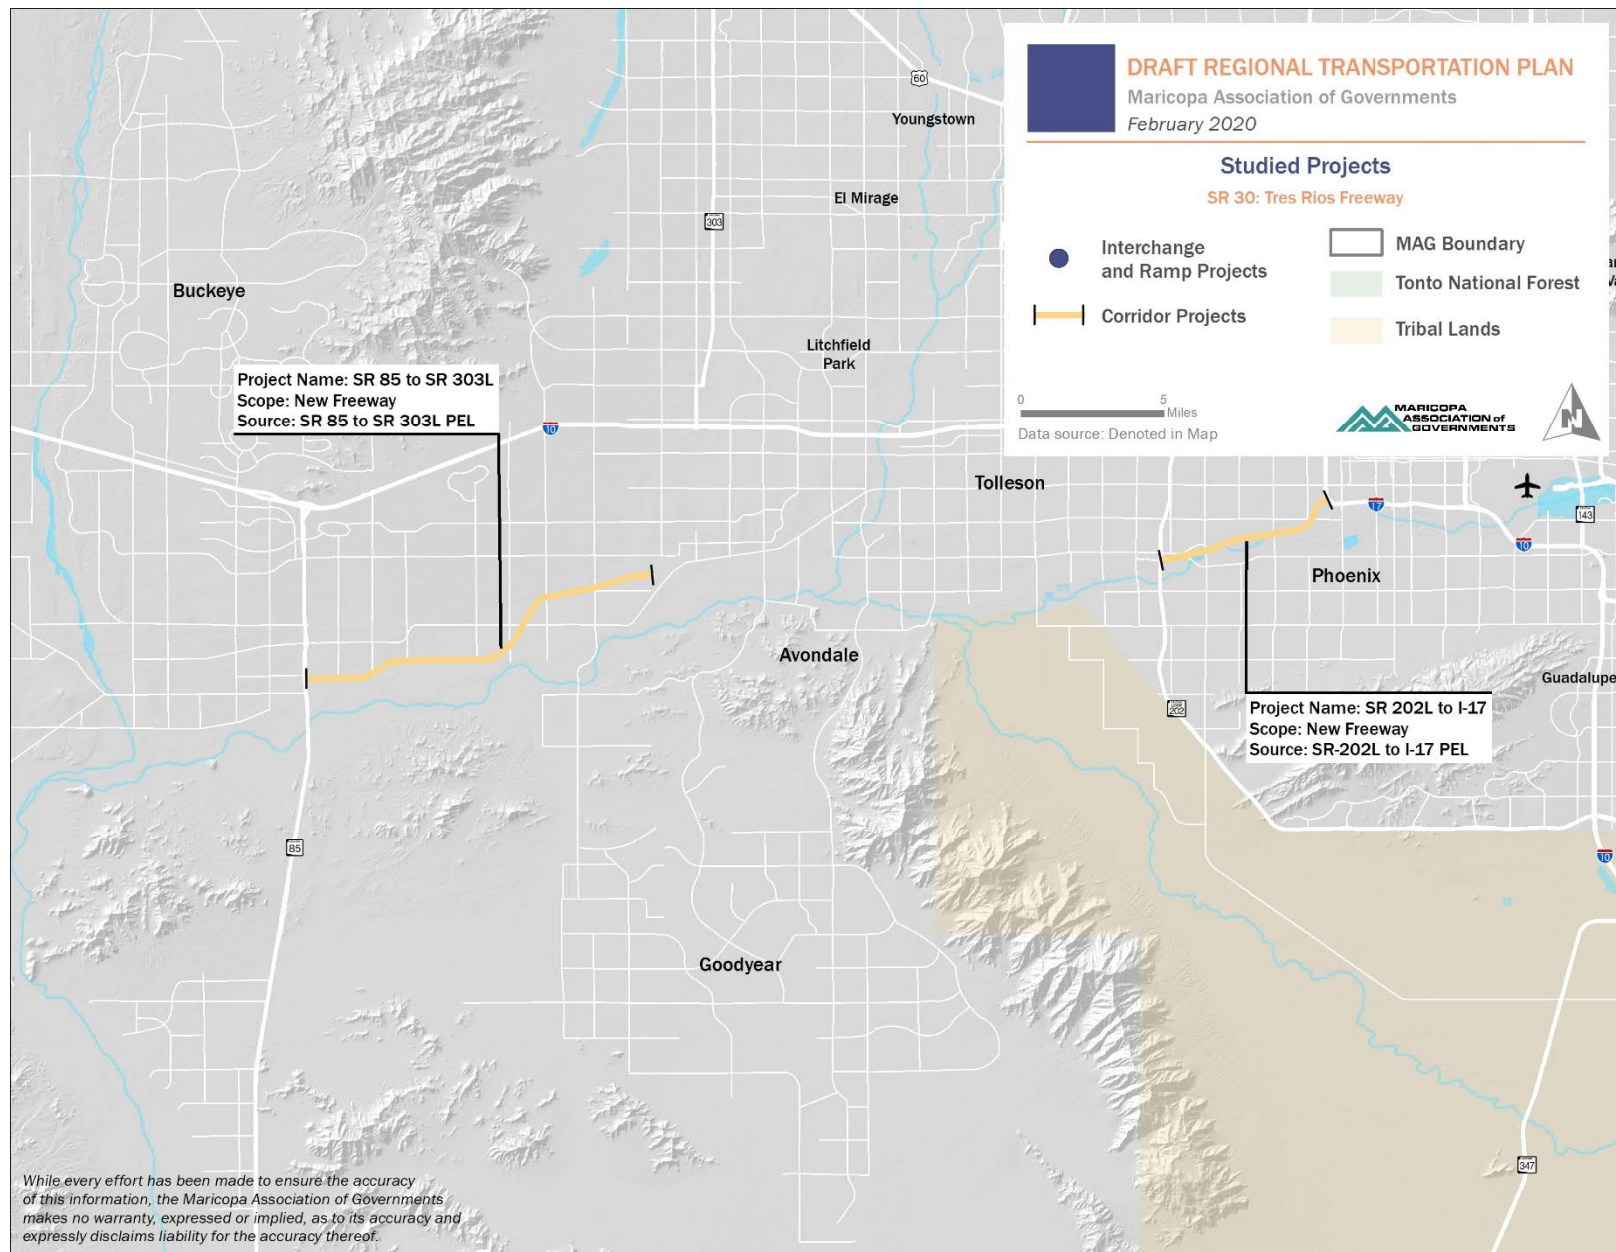 DRAFT REGIONAL TRANSPORTATION PLAN
Maricopa Association of Governments
February 2020
Studied Projects
SR 30: Tres Rios Freeway
Interchange
and Ramp Projects
Corridor Projects
MAG Boundary
Tonto National Forest
Tribal Lands
0 5
Miles
Data source: Denoted in Map
MARICOPA
ASSOCIATION of
GOVERNMENTS
N
60
Youngstown
El Mirage
303
Buckeye
Litchfield
Park
Project Name: SR 85 to SR 303L
Scope: New Freeway
Source: SR 85 to SR 303L PEL
10
Tolleson
17
143
10
Phoenix
Avondale
Guadalupe
202
Project Name: SR 202L to I-17
Scope: New Freeway
Source: SR-202L to I-17 PEL
85
10
Goodyear
347
While every effort has been made to ensure the accuracy
of this information, the Maricopa Association of Governments
makes no warranty, expressed or implied, as to its accuracy and
expressly disclaims liability for the accuracy thereof.